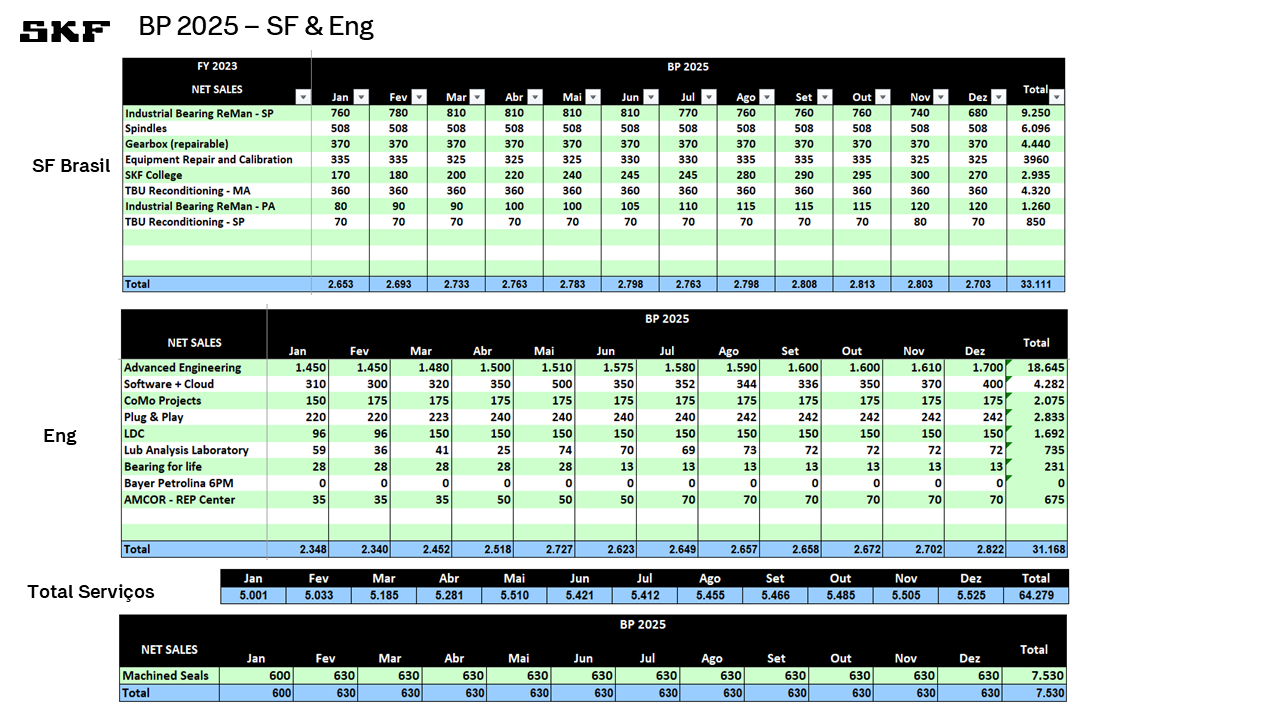 SKF BP 2025 – SF & Eng
FY 2023 BP 2025
NET SALES Jan Fev Mar Abr Mai Jun Jul Ago Set Out Nov Dez Total
Industrial Bearing ReMan - SP 760 780 810 810 810 810 770 760 760 760 740 680 9.250
Spindles 508 508 508 508 508 508 508 508 508 508 508 508 6.096
Gearbox (repairable) 370 370 370 370 370 370 370 370 370 370 370 370 4.440
Equipment Repair and Calibration 335 335 325 325 325 330 330 335 335 335 325 325 3960
SF Brasil
SKF College 170 180 200 220 240 245 245 280 290 295 300 270 2.935
TBU Reconditioning - MA 360 360 360 360 360 360 360 360 360 360 360 360 4.320
Industrial Bearing ReMan - PA 80 90 90 100 100 105 110 115 115 115 120 120 1.260
TBU Reconditioning - SP 70 70 70 70 70 70 70 70 70 70 80 70 850
Total 2.653 2.693 2.733 2.763 2.783 2.798 2.763 2.798 2.808 2.813 2.803 2.703 33.111
BP 2025
NET SALES Jan Fev Mar Abr Mai Jun Jul Ago Set Out Nov Dez Total
Advanced Engineering 1.450 1.450 1.480 1.500 1.510 1.575 1.580 1.590 1.600 1.600 1.610 1.700 18.645
Software + Cloud 310 300 320 350 500 350 352 344 336 350 370 400 4.282
CoMo Projects 150 175 175 175 175 175 175 175 175 175 175 175 2.075
Plug & Play 220 220 223 240 240 240 240 242 242 242 242 242 2.833
Eng
LDC 96 96 150 150 150 150 150 150 150 150 150 150 1.692
Lub Analysis Laboratory 59 36 41 25 74 70 69 73 72 72 72 72 735
Bearing for life 28 28 28 28 28 13 13 13 13 13 13 13 231
Bayer Petrolina 6PM 0 0 0 0 0 0 0 0 0 0 0 0 0
AMCOR - REP Center 35 35 35 50 50 50 70 70 70 70 70 70 675
Total 2.348 2.340 2.452 2.518 2.727 2.623 2.649 2.657 2.658 2.672 2.702 2.822 31.168
Jan Fev Mar Abr Mai Jun Jul Ago Set Out Nov Dez Total
Total Serviços 5.001 5.033 5.185 5.281 5.510 5.421 5.412 5.455 5.466 5.485 5.505 5.525 64.279
BP 2025
NET SALES Jan Fev Mar Abr Mai Jun Jul Ago Set Out Nov Dez Total
Machined Seals 600 630 630 630 630 630 630 630 630 630 630 630 7.530
Total 600 630 630 630 630 630 630 630 630 630 630 630 7.530